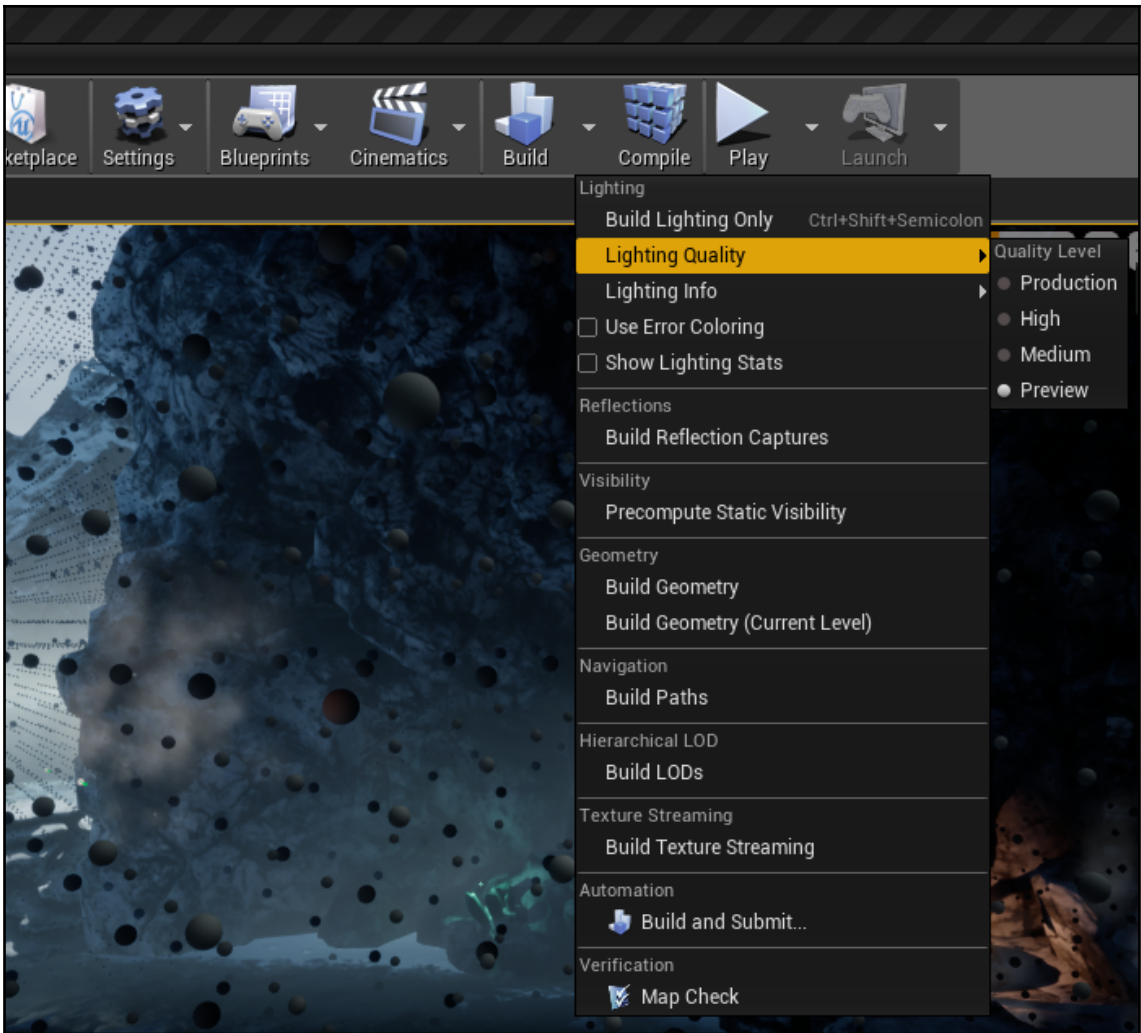 ketplace
Settings
Blueprints
Cinematics
Build
Compile
Play
Launch
Lighting
Build Lighting Only Ctrl+Shift+Semicolon
Lighting Quality
Lighting Info
Use Error Coloring
Show Lighting Stats
Reflections
Build Reflection Captures
Visibility
Precompute Static Visibility
Geometry
Build Geometry
Build Geometry (Current Level)
Navigation
Build Paths
Hierarchical LOD
Build LODs
Texture Streaming
Build Texture Streaming
Automation
Build and Submit...
Verification
Map Check
Quality Level
Production
High
Medium
Preview